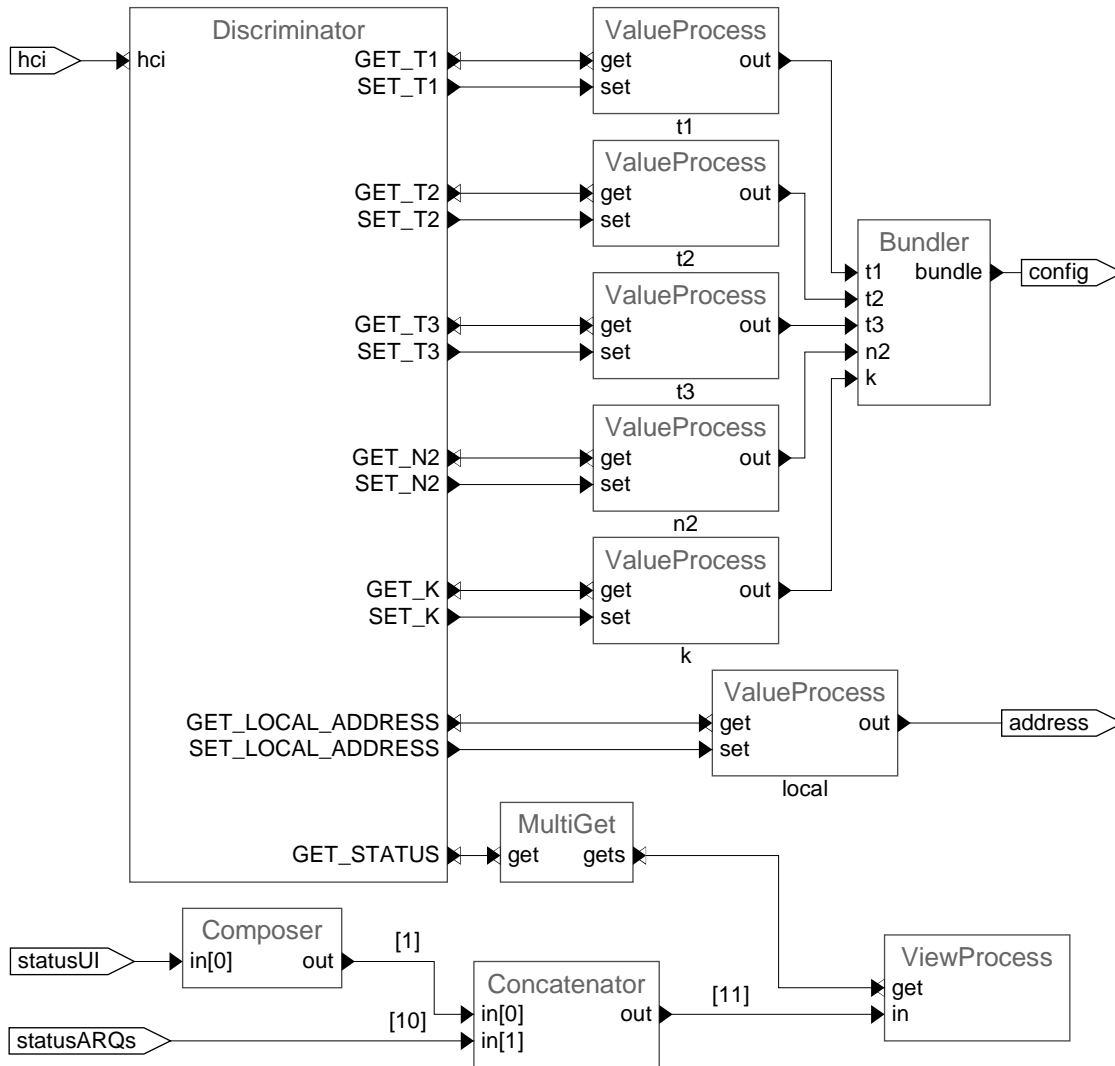 Discriminator
hci
hci
GET_T1
SET_T1
ValueProcess
get
out
set
t1
GET_T2
SET_T2
ValueProcess
get
out
set
t2
GET_T3
SET_T3
ValueProcess
get
out
set
t3
Bundler
t1
bundle
t2
t3
n2
k
config
GET_N2
SET_N2
ValueProcess
get
out
set
n2
GET_K
SET_K
ValueProcess
get
out
set
k
GET_LOCAL_ADDRESS
SET_LOCAL_ADDRESS
ValueProcess
get
out
set
local
address
GET_STATUS
MultiGet
get
gets
statusUI
Composer
in[0]
out
[1]
statusARQs
[10]
Concatenator
in[0]
out
in[1]
[11]
ViewProcess
get
in